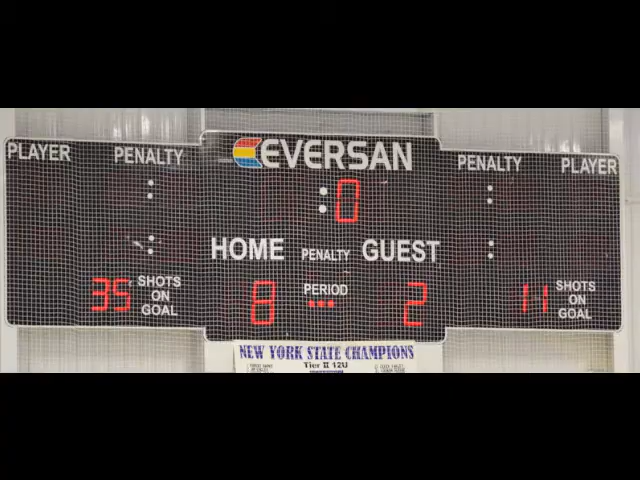 EVERSAN
PLAYER PENALTY PENALTY PLAYER
: : 0 :
HOME PENALTY GUEST
: :
35 SHOTS ON GOAL 8 PERIOD 2 11 SHOTS ON GOAL
NEW YORK STATE CHAMPIONS
Tier II 12U